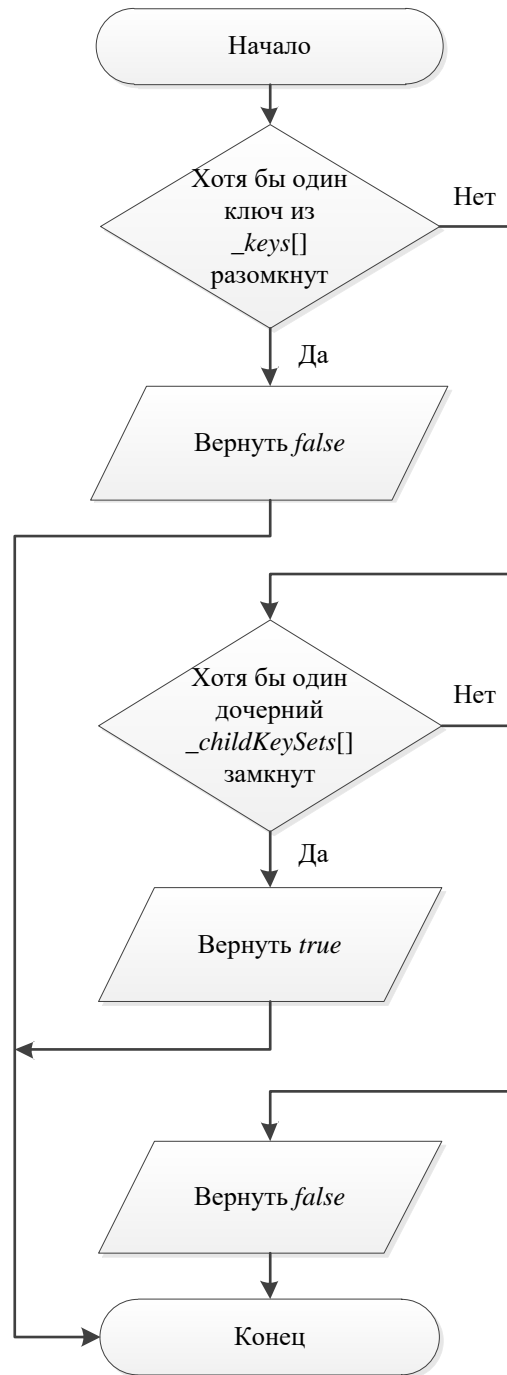 Начало
Хотя бы один
ключ из
_keys[]
разомкнут
Нет
Да
Вернуть false
Хотя бы один
дочерний
_childKeySets[]
замкнут
Нет
Да
Вернуть true
Вернуть false
Конец